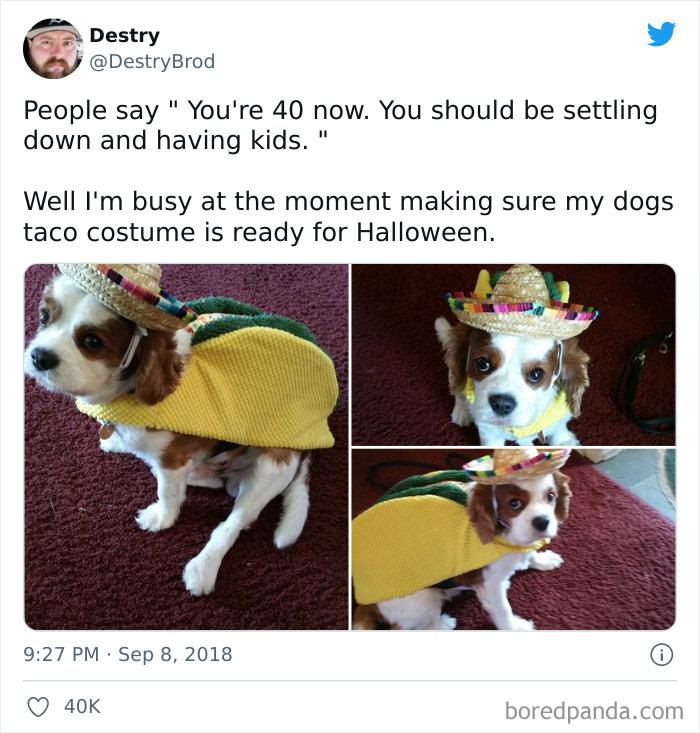 Destry
@DestryBrod
People say " You're 40 now. You should be settling
down and having kids. "
Well I'm busy at the moment making sure my dogs
taco costume is ready for Halloween.
9:27 PM · Sep 8, 2018
40K
boredpanda.com